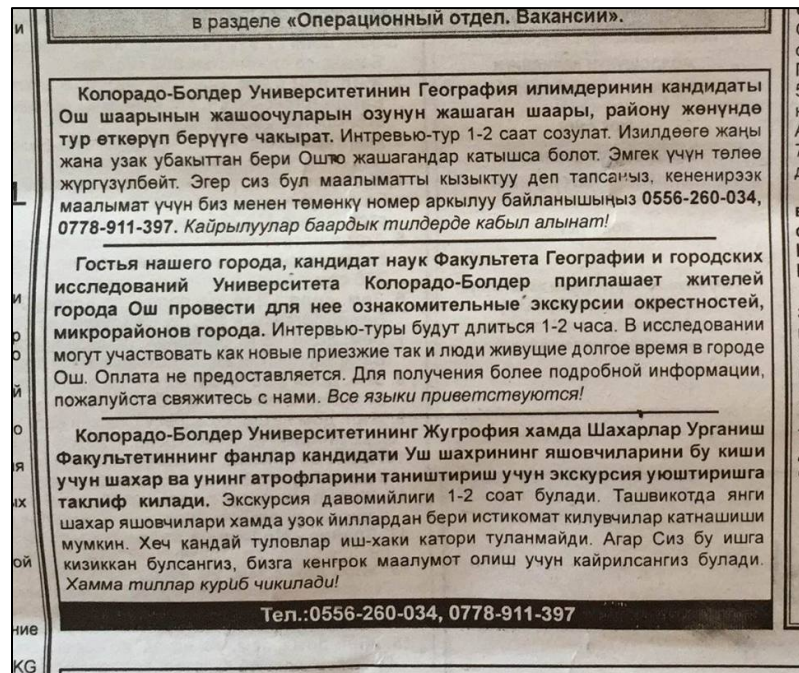 и
в разделе «Операционный отдел. Вакансии».
Колорадо-Болдер Университетинин География илимдеринин кандидаты
Ош шаарынын жашоочуларын озунун жашаган шаары, району жөнүндө
тур өткөрүп берүүгө чакырат. Интревью-тур 1-2 саат созулат. Изилдөөгө жаңы
жана узак убакыттан бери Ошто жашагандар катышса болот. Эмгек үчүн төлөө
жүргүзүлбөйт. Эгер сиз бул маалыматты кызыктуу деп тапсаңыз, кененирээк
маалымат үчүн биз менен төмөнкү номер аркылуу байланышыңыз 0556-260-034,
0778-911-397. Кайрылуулар баардык тилдерде кабыл алынат!
Гостья нашего города, кандидат наук Факультета Географии и городских
исследований Университета Колорадо-Болдер приглашает жителей
города Ош провести для нее ознакомительные экскурсии окрестностей,
микрорайонов города. Интервью-туры будут длиться 1-2 часа. В исследовании
могут участвовать как новые приезжие так и люди живущие долгое время в городе
Ош. Оплата не предоставляется. Для получения более подробной информации,
пожалуйста свяжитесь с нами. Все языки приветствуются!
Колорадо-Болдер Университетининг Жугрофия хамда Шахарлар Урганиш
Факультетиннинг фанлар кандидати Уш шахрининг яшовчиларини бу киши
учун шахар ва унинг атрофларини таништириш учун экскурсия уюштиришга
таклиф килади. Экскурсия давомийлиги 1-2 соат булади. Ташвикотда янги
шахар яшовчилари хамда узок йиллардан бери истикомат килувчилар катнашиши
мумкин. Хеч кандай туловлар иш-хаки катори туланмайди. Агар Сиз бу ишга
кизиккан булсангиз, бизга кенгрок маалумот олиш учун кайрилсангиз булади.
Хамма тиллар куриб чикилади!
Тел.:0556-260-034, 0778-911-397
ние
KG